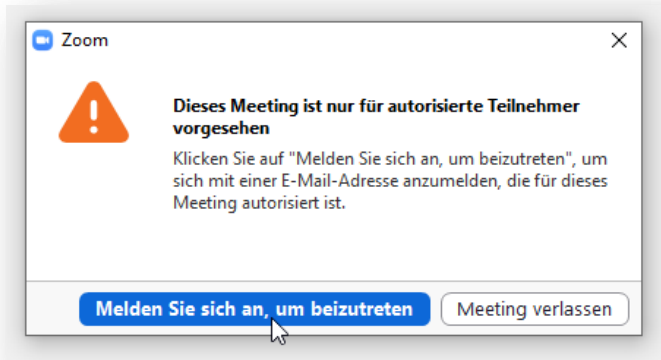 Zoom
Dieses Meeting ist nur für autorisierte Teilnehmer
vorgesehen
Klicken Sie auf "Melden Sie sich an, um beizutreten", um
sich mit einer E-Mail-Adresse anzumelden, die für dieses
Meeting autorisiert ist.
Melden Sie sich an, um beizutreten
Meeting verlassen